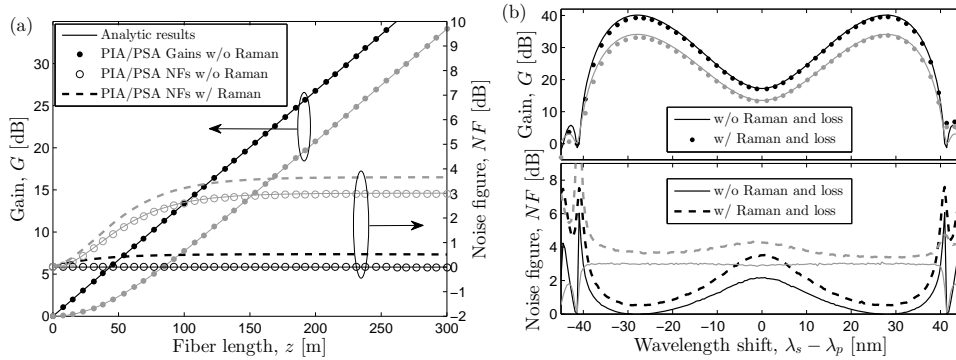 (a)
Analytic results
PIA/PSA Gains w/o Raman
PIA/PSA NFs w/o Raman
PIA/PSA NFs w/ Raman
Gain, G [dB]
0
5
10
15
20
25
30
Noise figure, NF [dB]
−2
−1
0
1
2
3
4
5
6
7
8
9
10
0 50 100 150 200 250 300
Fiber length, z [m]
(b)
Gain, G [dB]
0
10
20
30
40
w/o Raman and loss
w/ Raman and loss
Noise figure, NF [dB]
0
2
4
6
8
w/o Raman and loss
w/ Raman and loss
−40 −20 0 20 40
Wavelength shift, λs − λp [nm]